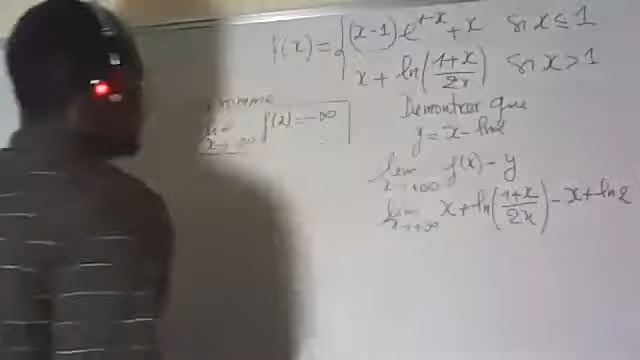 f(x) = { (x-1) e^{1-x} + x si x ≤ 1
x + ln(1+x/2x) si x > 1
lim f(x) = -∞
Demontrer que
y = x - ln2
lim x→+∞ f(x) - y
lim x→+∞ x + ln(1+x/2x) - x + ln2